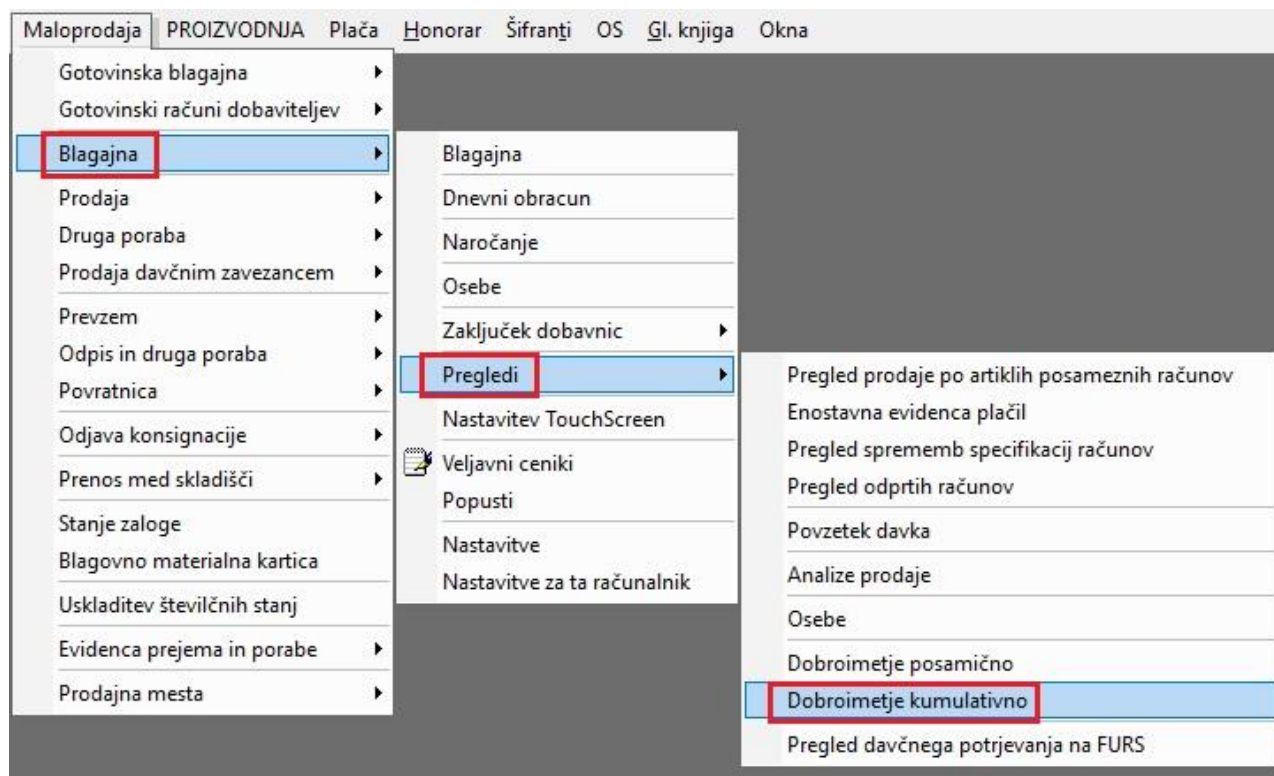 Maloprodaja PROIZVODNJA Plača Honorar Šifranti OS Gl. knjiga Okna
Gotovinska blagajna
Gotovinski računi dobaviteljev
Blagajna
Prodaja
Druga poraba
Prodaja davčnim zavezancem
Prevzem
Odpis in druga poraba
Povratnica
Odjava konsignacije
Prenos med skladišči
Stanje zaloge
Blagovno materialna kartica
Uskladitev številčnih stanj
Evidenca prejema in porabe
Prodajna mesta
Blagajna
Dnevni obracun
Naročanje
Osebe
Zaključek dobavnic
Pregledi
Nastavitev TouchScreen
Veljavni ceniki
Popusti
Nastavitve
Nastavitve za ta računalnik
Pregled prodaje po artiklih posameznih računov
Enostavna evidenca plačil
Pregled sprememb specifikacij računov
Pregled odprtih računov
Povzetek davka
Analize prodaje
Osebe
Dobroimetje posamično
Dobroimetje kumulativno
Pregled davčnega potrjevanja na FURS